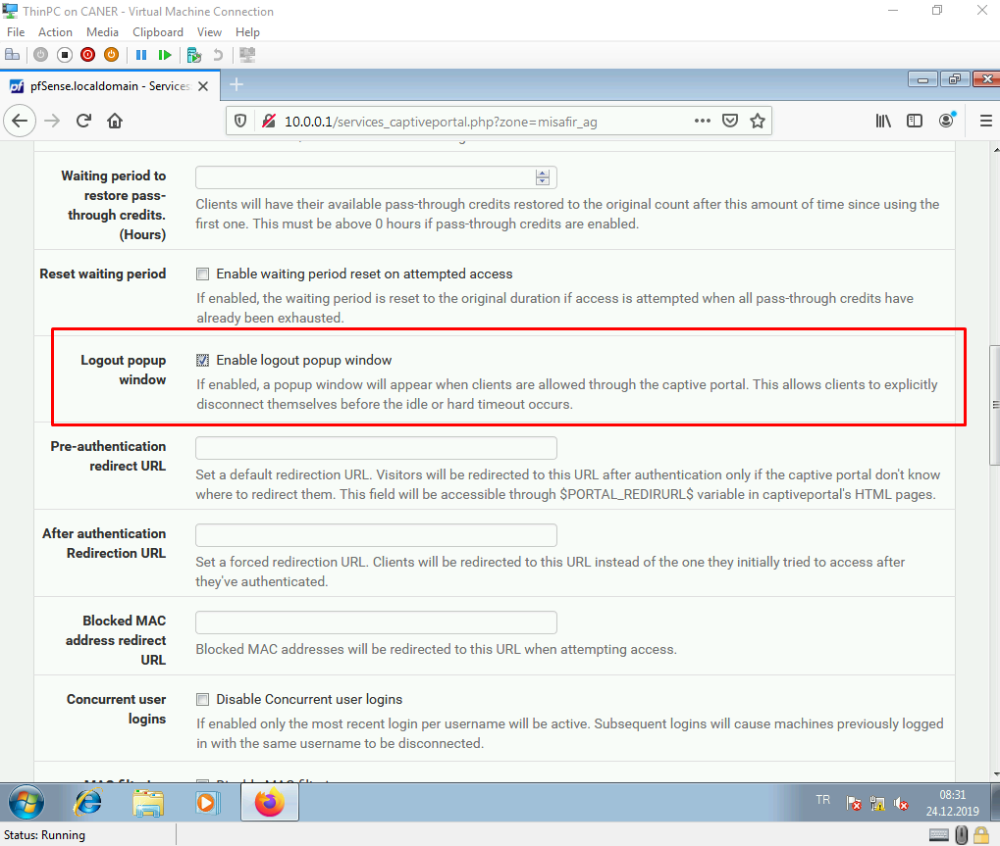 ThinPC on CANER - Virtual Machine Connection
File Action Media Clipboard View Help
pfSense.localdomain - Services:
10.0.0.1/services_captiveportal.php?zone=misafir_ag
Waiting period to
restore pass-
through credits.
(Hours)
Clients will have their available pass-through credits restored to the original count after this amount of time since using the
first one. This must be above 0 hours if pass-through credits are enabled.
Reset waiting period
Enable waiting period reset on attempted access
If enabled, the waiting period is reset to the original duration if access is attempted when all pass-through credits have
already been exhausted.
Logout popup
window
Enable logout popup window
If enabled, a popup window will appear when clients are allowed through the captive portal. This allows clients to explicitly
disconnect themselves before the idle or hard timeout occurs.
Pre-authentication
redirect URL
Set a default redirection URL. Visitors will be redirected to this URL after authentication only if the captive portal don't know
where to redirect them. This field will be accessible through $PORTAL_REDIRURL$ variable in captiveportal's HTML pages.
After authentication
Redirection URL
Set a forced redirection URL. Clients will be redirected to this URL instead of the one they initially tried to access after
they've authenticated.
Blocked MAC
address redirect
URL
Blocked MAC addresses will be redirected to this URL when attempting access.
Concurrent user
logins
Disable Concurrent user logins
If enabled only the most recent login per username will be active. Subsequent logins will cause machines previously logged
in with the same username to be disconnected.
TR
08:31
24.12.2019
Status: Running